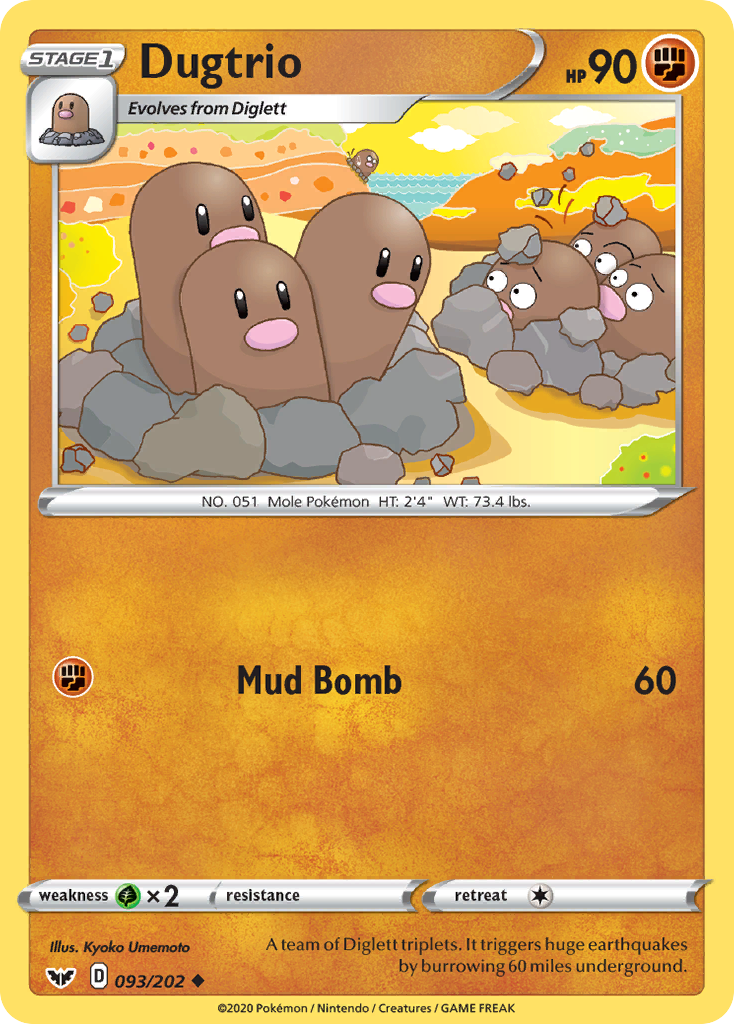 STAGE1 Dugtrio HP 90
Evolves from Diglett
NO. 051 Mole Pokémon HT: 2'4" WT: 73.4 lbs.
Mud Bomb 60
weakness ×2 resistance retreat
Illus. Kyoko Umemoto
A team of Diglett triplets. It triggers huge earthquakes
by burrowing 60 miles underground.
D 093/202
©2020 Pokémon / Nintendo / Creatures / GAME FREAK